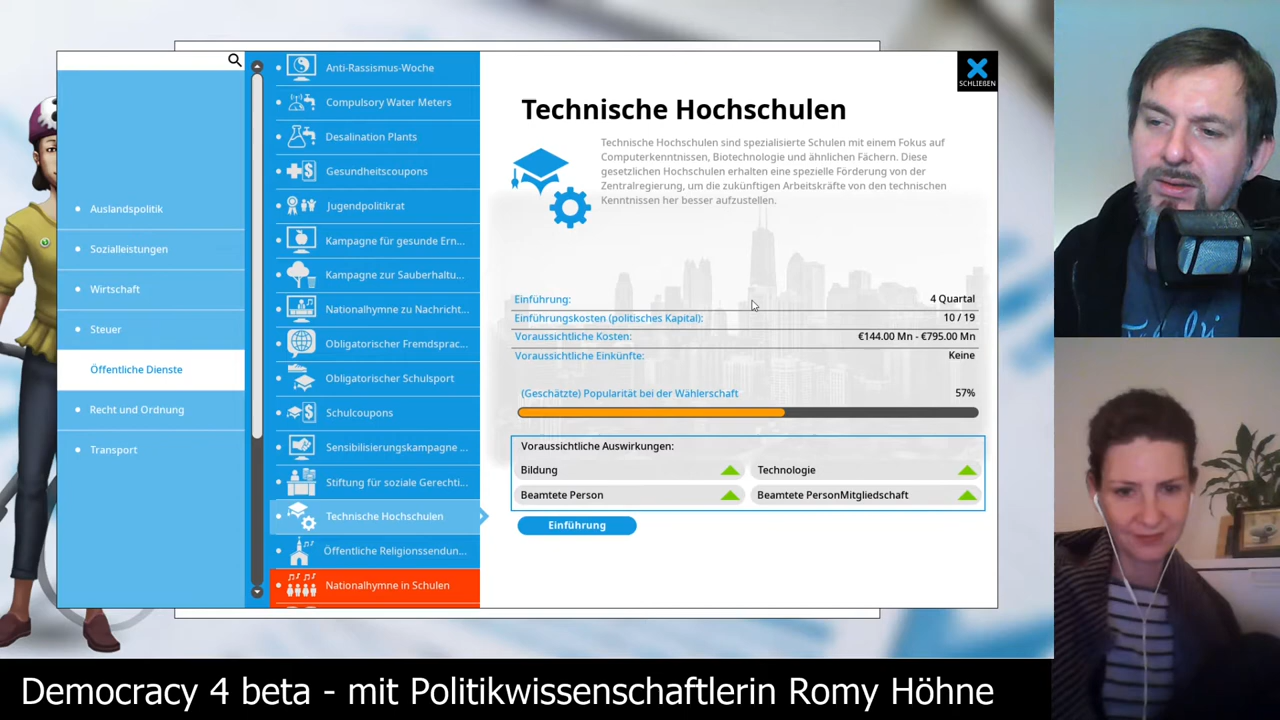 SCHLIEßEN
Auslandspolitik
Sozialleistungen
Wirtschaft
Steuer
Öffentliche Dienste
Recht und Ordnung
Transport
Anti-Rassismus-Woche
Compulsory Water Meters
Desalination Plants
Gesundheitscoupons
Jugendpolitikrat
Kampagne für gesunde Ern...
Kampagne zur Sauberhaltu...
Nationalhymne zu Nachricht...
Obligatorischer Fremdsprac...
Obligatorischer Schulsport
Schulcoupons
Sensibilisierungskampagne ...
Stiftung für soziale Gerechti...
Technische Hochschulen
Öffentliche Religionssendun...
Nationalhymne in Schulen
Technische Hochschulen
Technische Hochschulen sind spezialisierte Schulen mit einem Fokus auf
Computerkenntnissen, Biotechnologie und ähnlichen Fächern. Diese
gesetzlichen Hochschulen erhalten eine spezielle Förderung von der
Zentralregierung, um die zukünftigen Arbeitskräfte von den technischen
Kenntnissen her besser aufzustellen.
Einführung: 4 Quartal
Einführungskosten (politisches Kapital): 10 / 19
Voraussichtliche Kosten: €144.00 Mn - €795.00 Mn
Voraussichtliche Einkünfte: Keine
(Geschätzte) Popularität bei der Wählerschaft 57%
Voraussichtliche Auswirkungen:
Bildung Technologie
Beamtete Person Beamtete PersonMitgliedschaft
Einführung
Democracy 4 beta - mit Politikwissenschaftlerin Romy Höhne